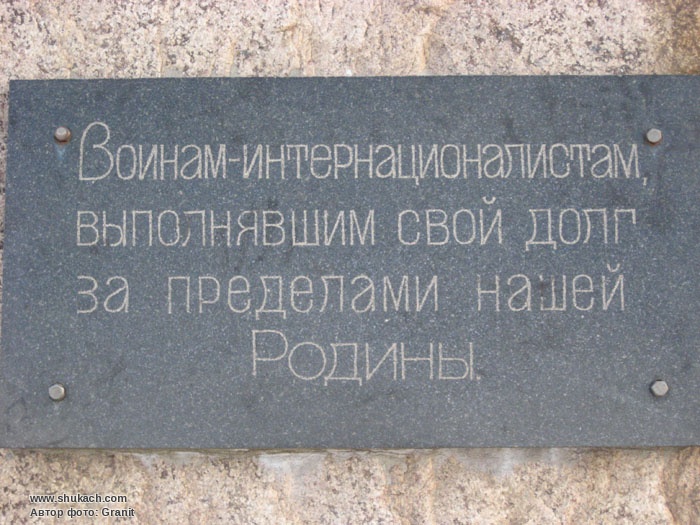 Воинам-интернационалистам,
выполнявшим свой долг
за пределами нашей
Родины.
www.shukach.com
Автор фото: Granit